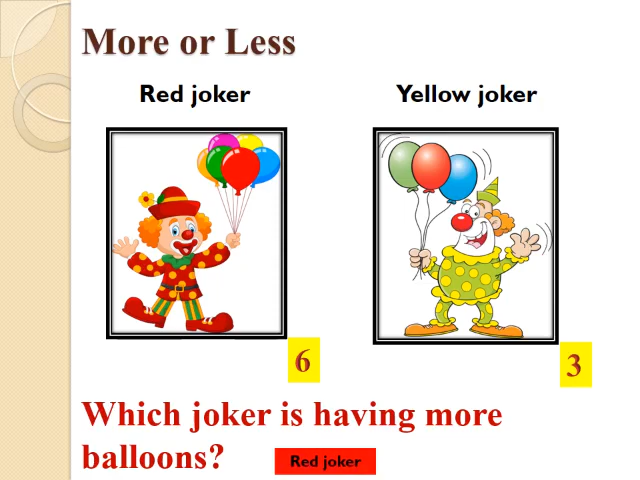 More or Less
Red joker
Yellow joker
6
3
Which joker is having more
balloons?
Red joker